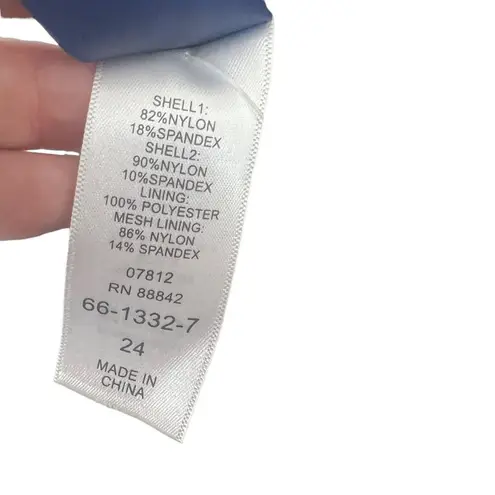 SHELL1:
82%NYLON
18%SPANDEX
SHELL2:
90%NYLON
10%SPANDEX
LINING:
100% POLYESTER
MESH LINING:
86% NYLON
14% SPANDEX
07812
RN 88842
66-1332-7
24
MADE IN
CHINA